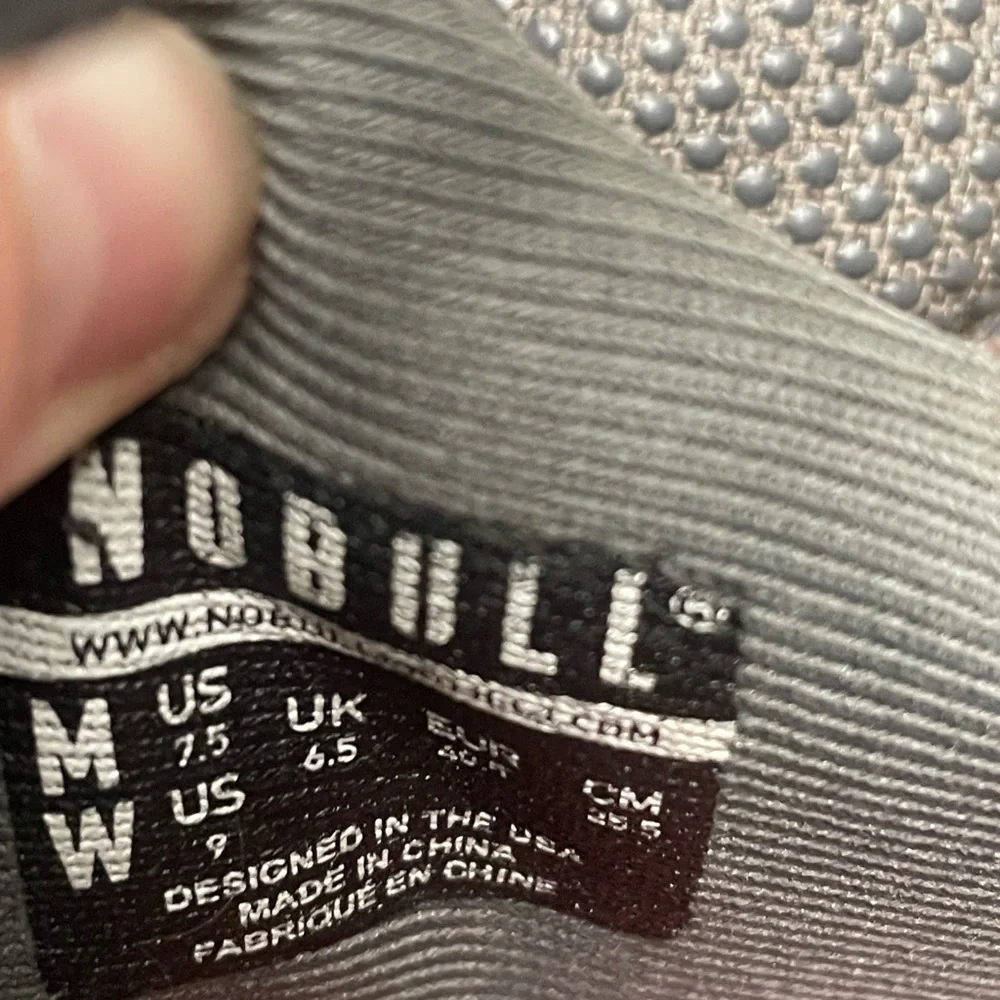 NOBULL®
M US 7.5 UK 6.5 EUR CM
W US 9
DESIGNED IN THE USA
MADE IN CHINA
FABRIQUÉ EN CHINE